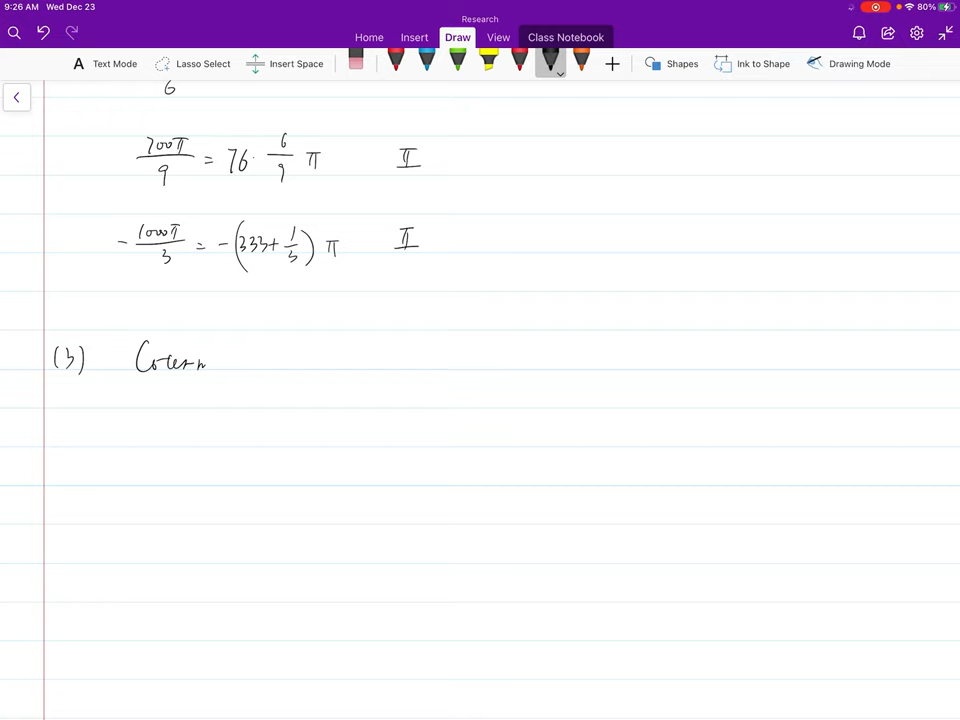 9:26 AM Wed Dec 23
80%
Research
Home Insert Draw View Class Notebook
Text Mode Lasso Select Insert Space Shapes Ink to Shape Drawing Mode
6
700π/9 = 76 · 6/9 π II
- 1000π/3 = -(333+1/3) π II
(3)